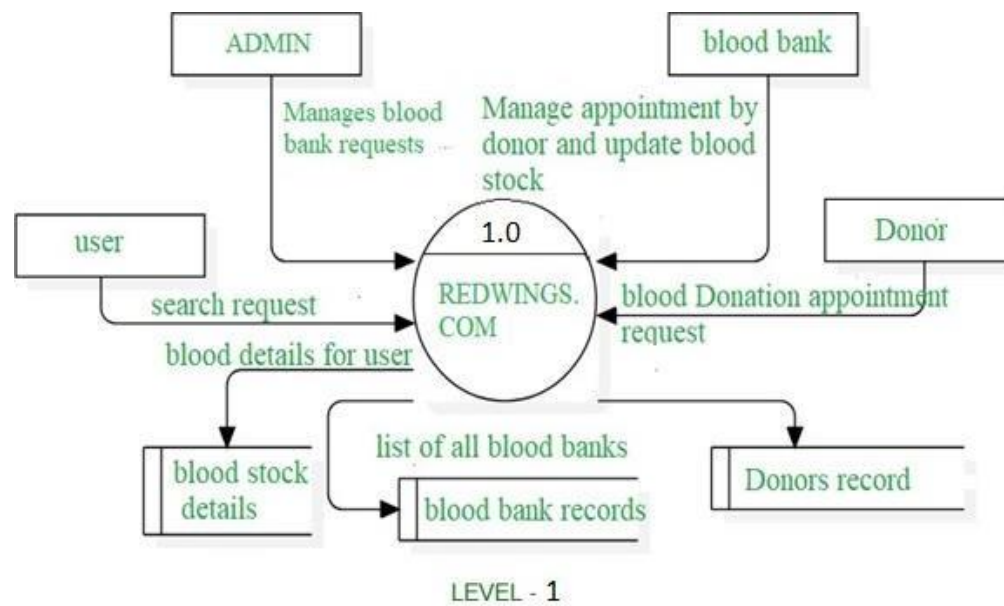 ADMIN
blood bank
Manages blood
bank requests
Manage appointment by
donor and update blood
stock
user
1.0
Donor
REDWINGS.
COM
search request
blood Donation appointment
request
blood details for user
blood stock
details
list of all blood banks
blood bank records
Donors record
LEVEL - 1